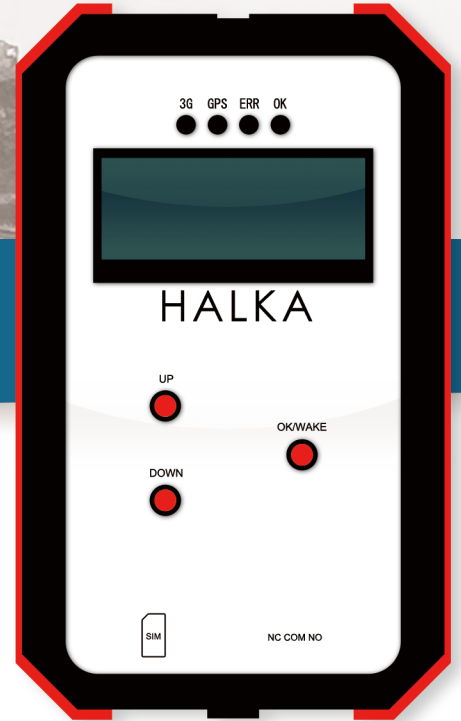 3G GPS ERR OK
HALKA
UP
OK/WAKE
DOWN
SIM
NC COM NO